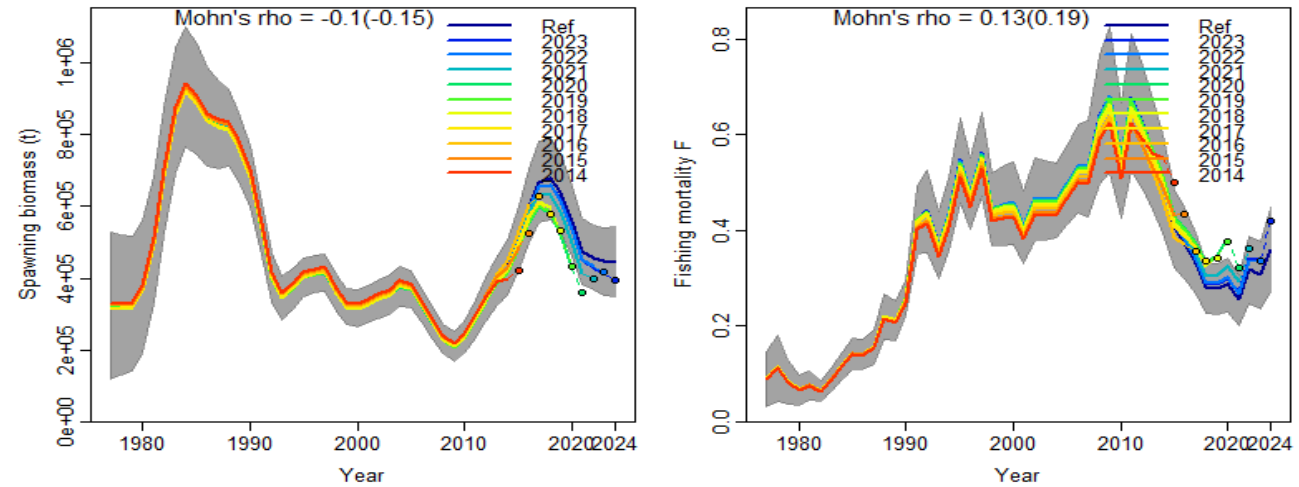 Mohn's rho = -0.1(-0.15)
Ref
2023
2022
2021
2020
2019
2018
2017
2016
2015
2014
Spawning biomass (t)
1e+06
8e+05
6e+05
4e+05
2e+05
0e+00
1980 1990 2000 2010 2020 2024
Year
Mohn's rho = 0.13(0.19)
Ref
2023
2022
2021
2020
2019
2018
2017
2016
2015
2014
Fishing mortality F
0.8
0.6
0.4
0.2
0.0
1980 1990 2000 2010 2020 2024
Year